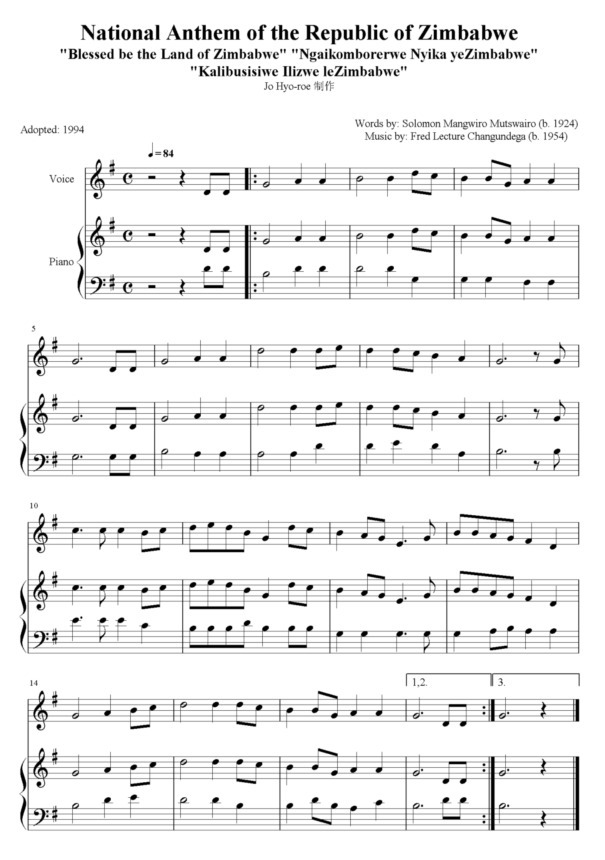 National Anthem of the Republic of Zimbabwe
"Blessed be the Land of Zimbabwe" "Ngaikomborerwe Nyika yeZimbabwe"
"Kalibusisiwe Ilizwe leZimbabwe"
Jo Hyo-roe 制作
Adopted: 1994
Words by: Solomon Mangwiro Mutswairo (b. 1924)
Music by: Fred Lecture Changundega (b. 1954)
♩=84
Voice
Piano
5
10
14
1,2.
3.